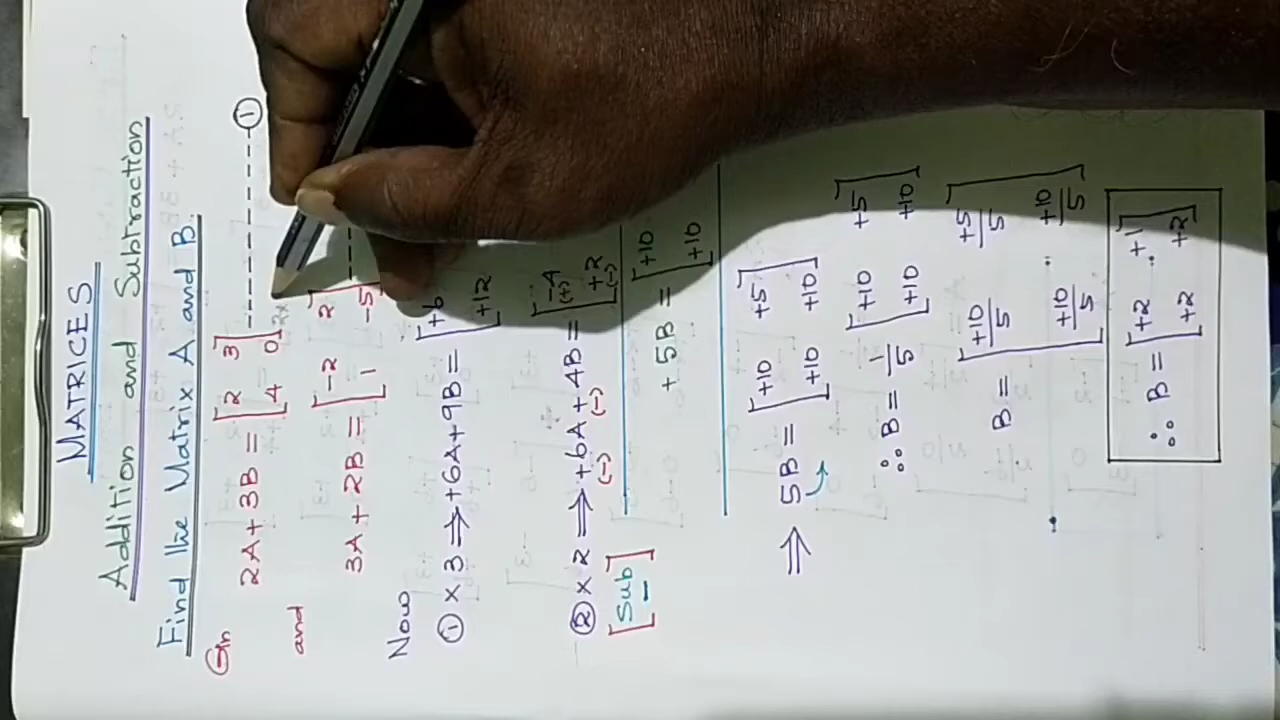 MATRICES
Addition and Subtraction
Find the Matrix A and B.
Gn 2A + 3B = [2 3 ------ ①
4 0] 2x
and
3A + 2B = [-2 2
1 -5]
Now
① × 3 ⇒ +6A + 9B = [+6
+12
② × 2 ⇒ +6A + 4B = [-4
(-) (-) (+)
+2
(-)
[Sub] + 5B = [+10
- +10
⇒ 5B = [+10 +5
+10 +10]
∴ B = 1/5 [+10 +5
+10 +10]
B = [+10/5 +5/5
+10/5 +10/5]
∴ B = [+2 +1
+2 +2]